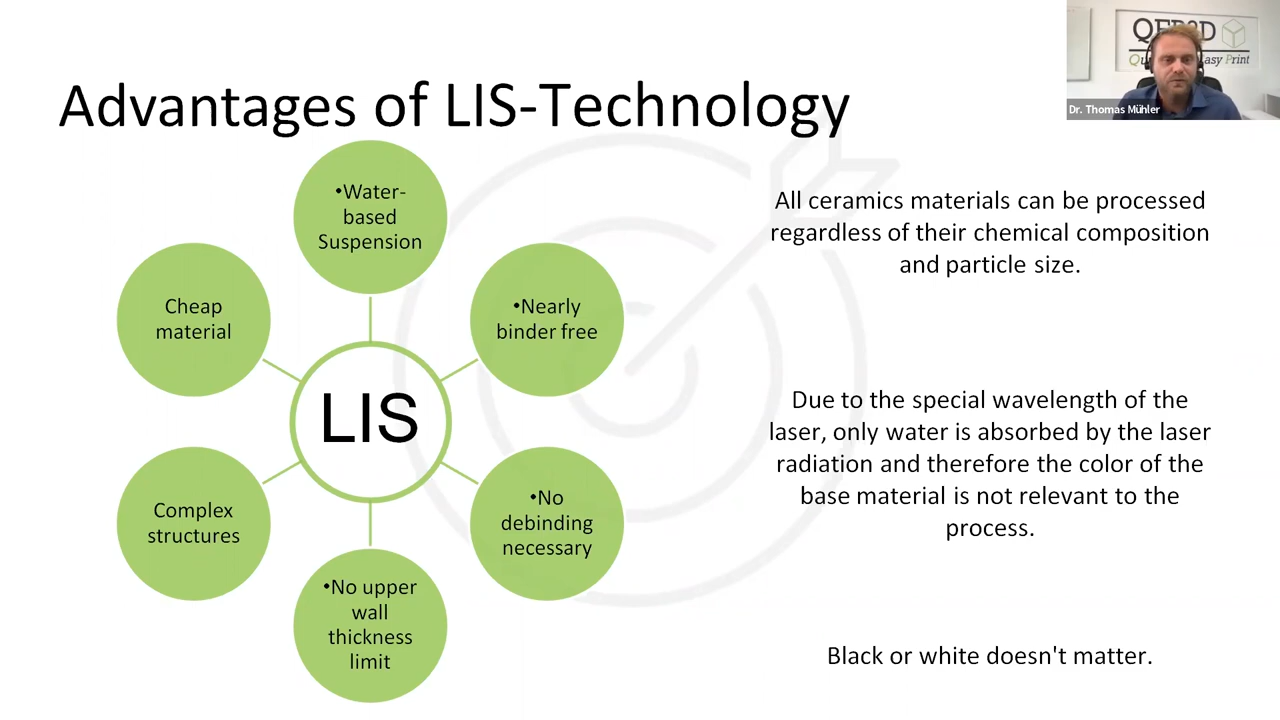 Advantages of LIS-Technology
•Water-
based
Suspension
•Nearly
binder free
•No
debinding
necessary
•No upper
wall
thickness
limit
Complex
structures
Cheap
material
LIS
All ceramics materials can be processed
regardless of their chemical composition
and particle size.
Due to the special wavelength of the
laser, only water is absorbed by the laser
radiation and therefore the color of the
base material is not relevant to the
process.
Black or white doesn't matter.
Print
Dr. Thomas Mühler